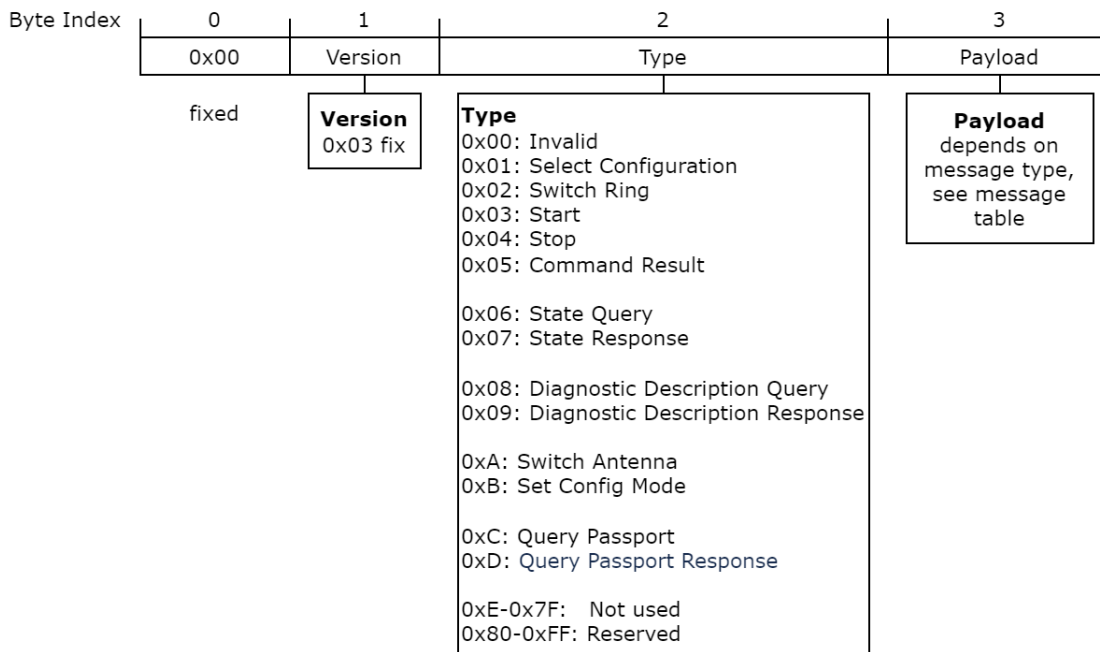 Byte Index 0 1 2 3
0x00 Version Type Payload
fixed
Version
0x03 fix
Type
0x00: Invalid
0x01: Select Configuration
0x02: Switch Ring
0x03: Start
0x04: Stop
0x05: Command Result
0x06: State Query
0x07: State Response
0x08: Diagnostic Description Query
0x09: Diagnostic Description Response
0xA: Switch Antenna
0xB: Set Config Mode
0xC: Query Passport
0xD: Query Passport Response
0xE-0x7F: Not used
0x80-0xFF: Reserved
Payload
depends on
message type,
see message
table